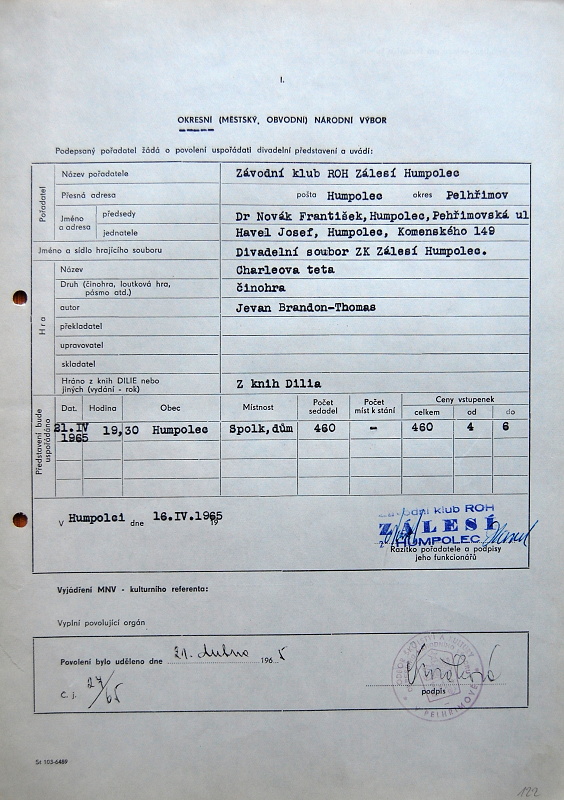 I.
OKRESNÍ (MĚSTSKÝ, OBVODNÍ) NÁRODNÍ VÝBOR
Podepsaný pořadatel žádá o povolení uspořádati divadelní představení a uvádí:
Pořadatel
Název pořadatele Závodní klub ROH Zálesí Humpolec
Přesná adresa pošta Humpolec okres Pelhřimov
Jméno a adresa předsedy Dr Novák František,Humpolec,Pehřimovská ul
jednatele Havel Josef, Humpolec, Komenského 149
Jméno a sídlo hrajícího souboru Divadelní soubor ZK Zálesí Humpolec.
Hra
Název Charleova teta
Druh (činohra, loutková hra, pásmo atd.) činohra
autor Jevan Brandon-Thomas
překladatel
upravovatel
skladatel
Hráno z knih DILIE nebo jiných (vydání - rok) Z knih Dilia
Představení bude uspořádáno
Dat. Hodina Obec Místnost Počet sedadel Počet míst k stání Ceny vstupenek
celkem od do
21.IV 1965 19,30 Humpolec Spolk,dům 460 — 460 4 6
V Humpolci dne 16.IV.1965 19
Závodní klub ROH
ZÁLESÍ
HUMPOLEC
Razítko pořadatele a podpisy
jeho funkcionářů
Vyjádření MNV - kulturního referenta:
Vyplní povolující orgán
Povolení bylo uděleno dne 21. dubna 1965
Č. j. 27/65
podpis
V PELHŘIMOVĚ
St 103-6489
122